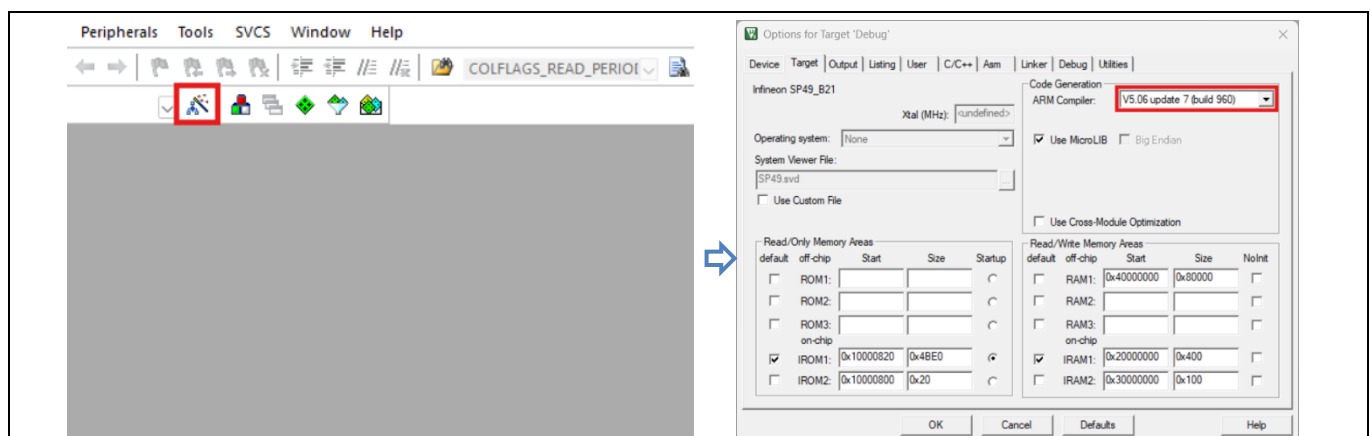 Peripherals Tools SVCS Window Help
COLFLAGS_READ_PERIOI
Options for Target 'Debug'
Device Target Output Listing User C/C++ Asm Linker Debug Utilities
Infineon SP49_B21
Xtal (MHz): <undefined>
Operating system: None
System Viewer File:
SP49.svd
...
Use Custom File
Code Generation
ARM Compiler: V5.06 update 7 (build 960)
Use MicroLIB Big Endian
Use Cross-Module Optimization
Read/Only Memory Areas
default off-chip Start Size Startup
ROM1:
ROM2:
ROM3:
on-chip
IROM1: 0x10000820 0x4BE0
IROM2: 0x10000800 0x20
Read/Write Memory Areas
default off-chip Start Size NoInit
RAM1: 0x40000000 0x80000
RAM2:
RAM3:
on-chip
IRAM1: 0x20000000 0x400
IRAM2: 0x30000000 0x100
OK Cancel Defaults Help